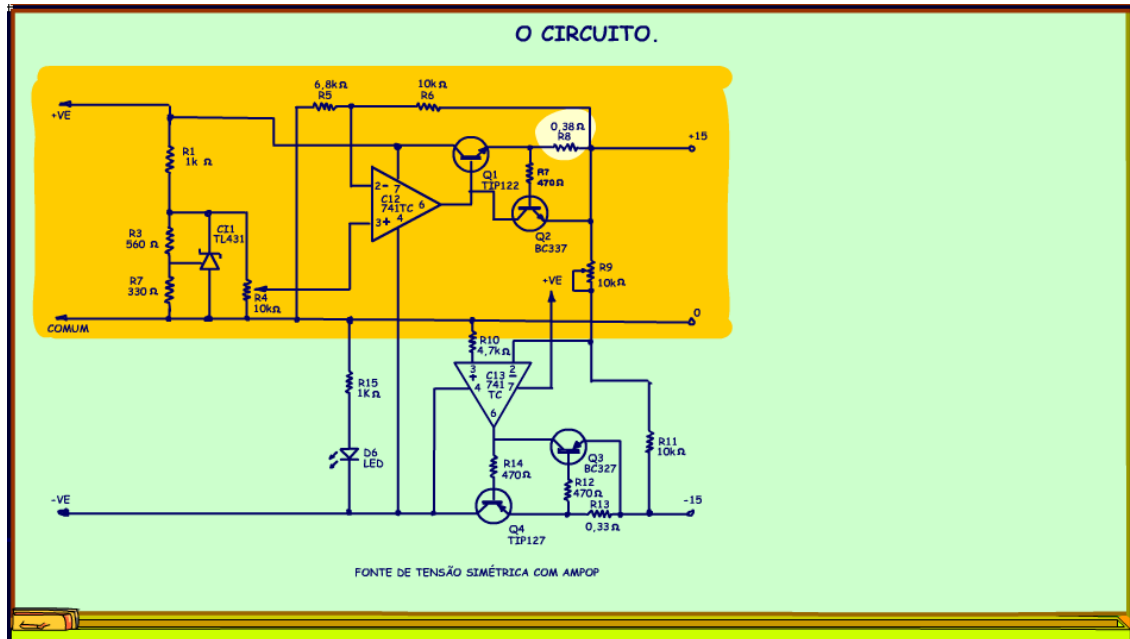 O CIRCUITO.
6,8kΩ
R5
10kΩ
R6
+VE
0,38Ω
R8
+15
R1
1k Ω
R7
470Ω
Q1
TIP122
2- 7
C12
741TC 6
3+ 4
R3
560 Ω
CI1
TL431
Q2
BC337
R7
330 Ω
R4
10kΩ
+VE
R9
10kΩ
COMUM
0
R10
4,7kΩ
3 2
+ -
C13
4 741 7
TC
6
R15
1KΩ
D6
LED
R14
470Ω
Q3
BC327
R12
470Ω
R13
0,33Ω
R11
10kΩ
-VE
-15
Q4
TIP127
FONTE DE TENSÃO SIMÉTRICA COM AMPOP